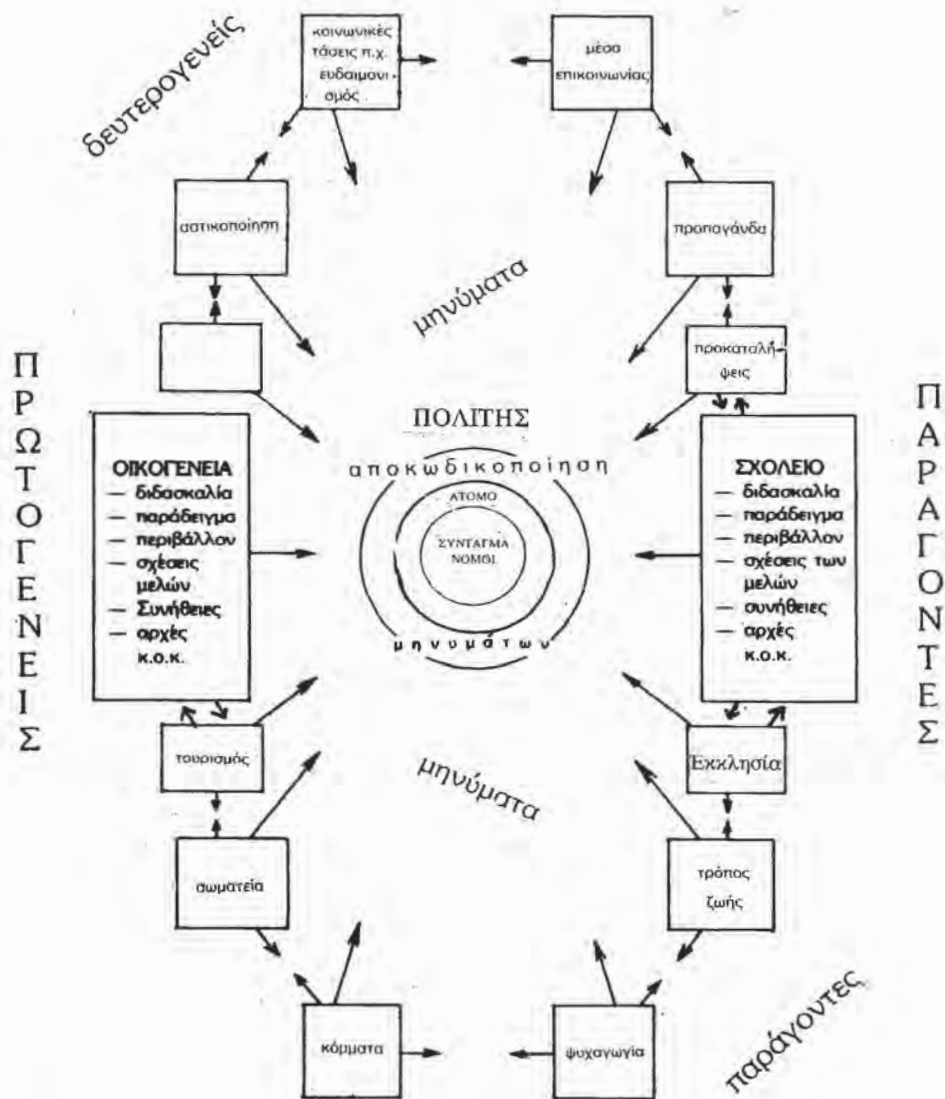 δευτερογενείς
κοινωνικές
τάσεις π.χ.
ευδαιμονι-
σμός
μέσα
επικοινωνίας
αστικοποίηση
προπαγάνδα
μηνύματα
προκαταλή-
ψεις
ΠΡΩΤΟΓΕΝΕΙΣ
ΟΙΚΟΓΕΝΕΙΑ
— διδασκαλία
— παράδειγμα
— περιβάλλον
— σχέσεις
μελών
— Συνήθειες
— αρχές
κ.ο.κ.
ΠΟΛΙΤΗΣ
αποκωδικοποίηση
ΑΤΟΜΟ
ΣΥΝΤΑΓΜΑ
ΝΟΜΟΙ
μηνυμάτων
ΣΧΟΛΕΙΟ
— διδασκαλία
— παράδειγμα
— περιβάλλον
— σχέσεις των
μελών
— συνήθειες
— αρχές
κ.ο.κ.
ΠΑΡΑΓΟΝΤΕΣ
τουρισμός
Εκκλησία
μηνύματα
σωματεία
τρόπος
ζωής
κόμματα
ψυχαγωγία
παράγοντες